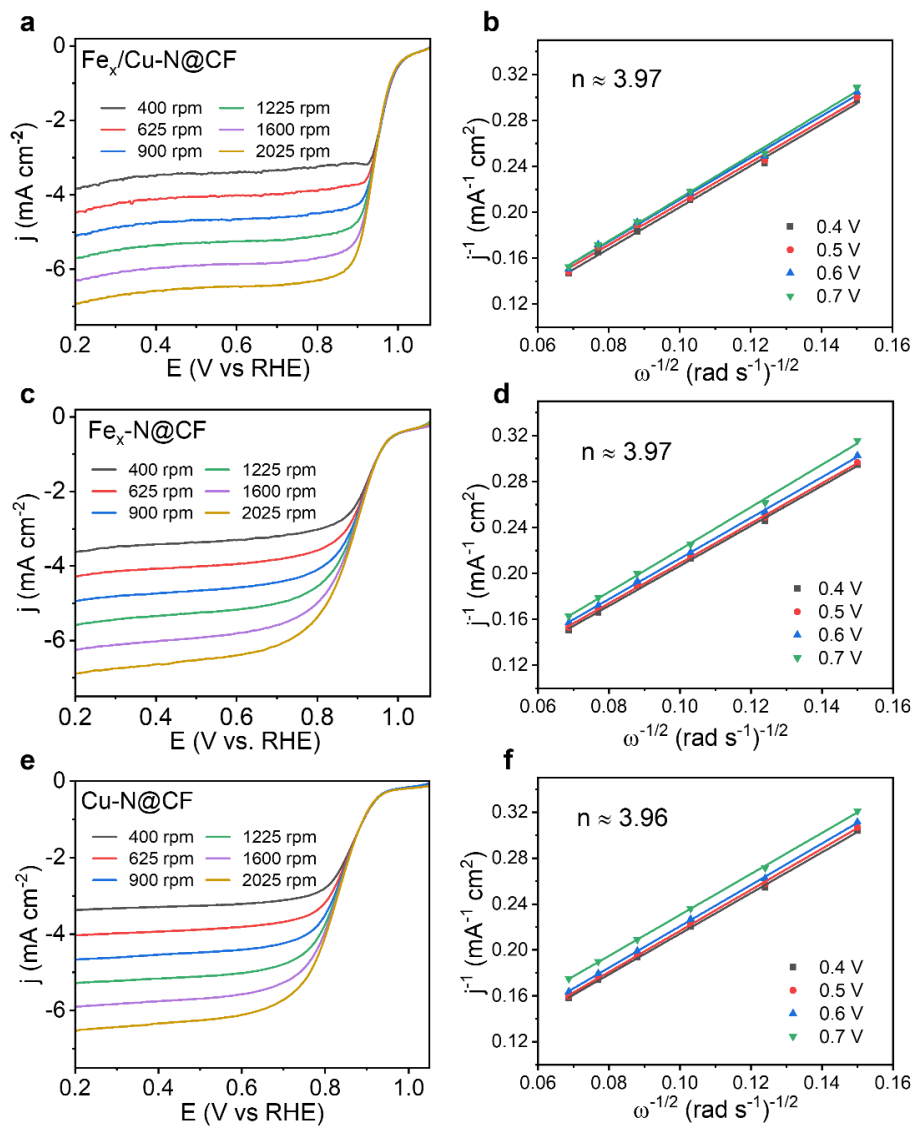 a
Fex/Cu-N@CF
400 rpm 1225 rpm
625 rpm 1600 rpm
900 rpm 2025 rpm
0
-2
-4
-6
0.2 0.4 0.6 0.8 1.0
j (mA cm-2)
E (V vs RHE)
b
n ≈ 3.97
0.32
0.28
0.24
0.20
0.16
0.12
0.4 V
0.5 V
0.6 V
0.7 V
0.06 0.08 0.10 0.12 0.14 0.16
j-1 (mA-1 cm2)
ω-1/2 (rad s-1)-1/2
c
Fex-N@CF
400 rpm 1225 rpm
625 rpm 1600 rpm
900 rpm 2025 rpm
0
-2
-4
-6
0.2 0.4 0.6 0.8 1.0
j (mA cm-2)
E (V vs. RHE)
d
n ≈ 3.97
0.32
0.28
0.24
0.20
0.16
0.12
0.4 V
0.5 V
0.6 V
0.7 V
0.06 0.08 0.10 0.12 0.14 0.16
j-1 (mA-1 cm2)
ω-1/2 (rad s-1)-1/2
e
Cu-N@CF
400 rpm 1225 rpm
625 rpm 1600 rpm
900 rpm 2025 rpm
0
-2
-4
-6
0.2 0.4 0.6 0.8 1.0
j (mA cm-2)
E (V vs RHE)
f
n ≈ 3.96
0.32
0.28
0.24
0.20
0.16
0.12
0.4 V
0.5 V
0.6 V
0.7 V
0.06 0.08 0.10 0.12 0.14 0.16
j-1 (mA-1 cm2)
ω-1/2 (rad s-1)-1/2